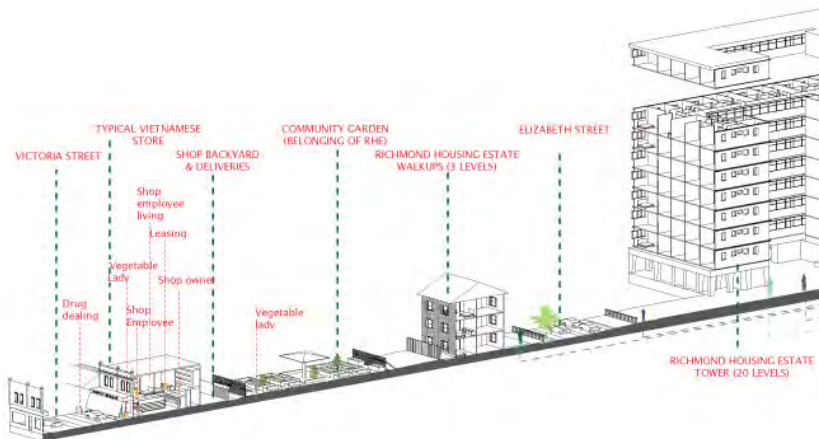 VICTORIA STREET
TYPICAL VIETNAMESE
STORE
SHOP BACKYARD
& DELIVERIES
COMMUNITY GARDEN
(BELONGING OF RHE)
RICHMOND HOUSING ESTATE
WALKUPS (3 LEVELS)
ELIZABETH STREET
Shop
employee
living
Leasing
Vegetable
Lady
Shop owner
Drug
dealing
Shop
Employee
Vegetable
lady
RICHMOND HOUSING ESTATE
TOWER (20 LEVELS)